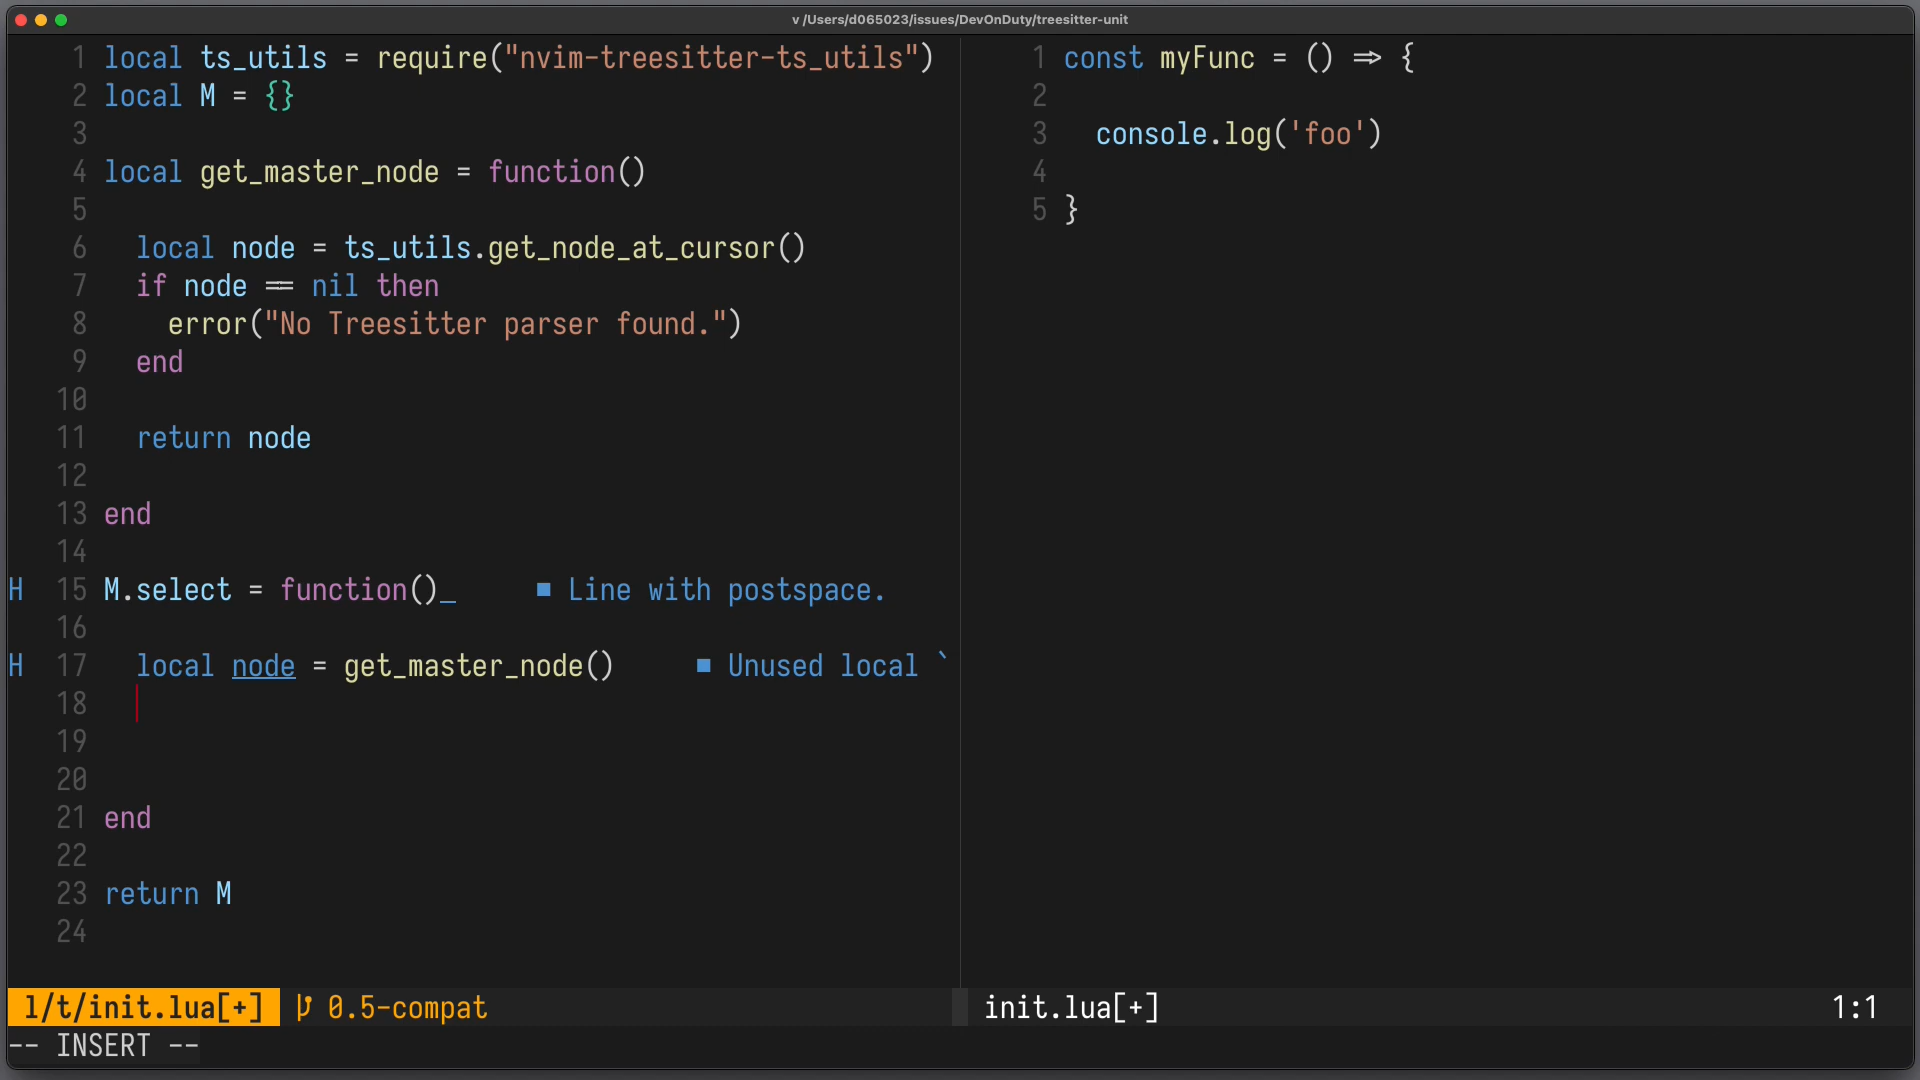 v /Users/d065023/issues/DevOnDuty/treesitter-unit
1 local ts_utils = require("nvim-treesitter-ts_utils")
2 local M = {}
3
4 local get_master_node = function()
5
6   local node = ts_utils.get_node_at_cursor()
7   if node == nil then
8     error("No Treesitter parser found.")
9   end
10
11   return node
12
13 end
14
H 15 M.select = function()_ ■ Line with postspace.
16
H 17   local node = get_master_node() ■ Unused local `
18
19
20
21 end
22
23 return M
24
l/t/init.lua[+] 0.5-compat
-- INSERT --
1 const myFunc = () => {
2
3   console.log('foo')
4
5 }
init.lua[+] 1:1